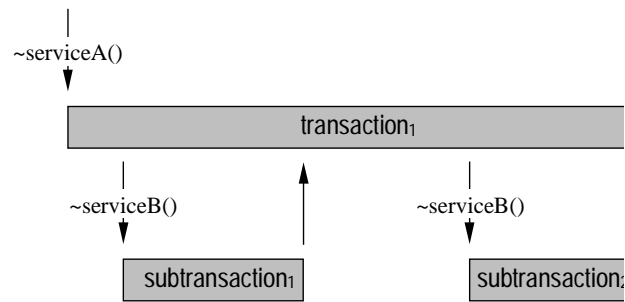 ~serviceA()
transaction₁
~serviceB() ~serviceB()
subtransaction₁ subtransaction₂